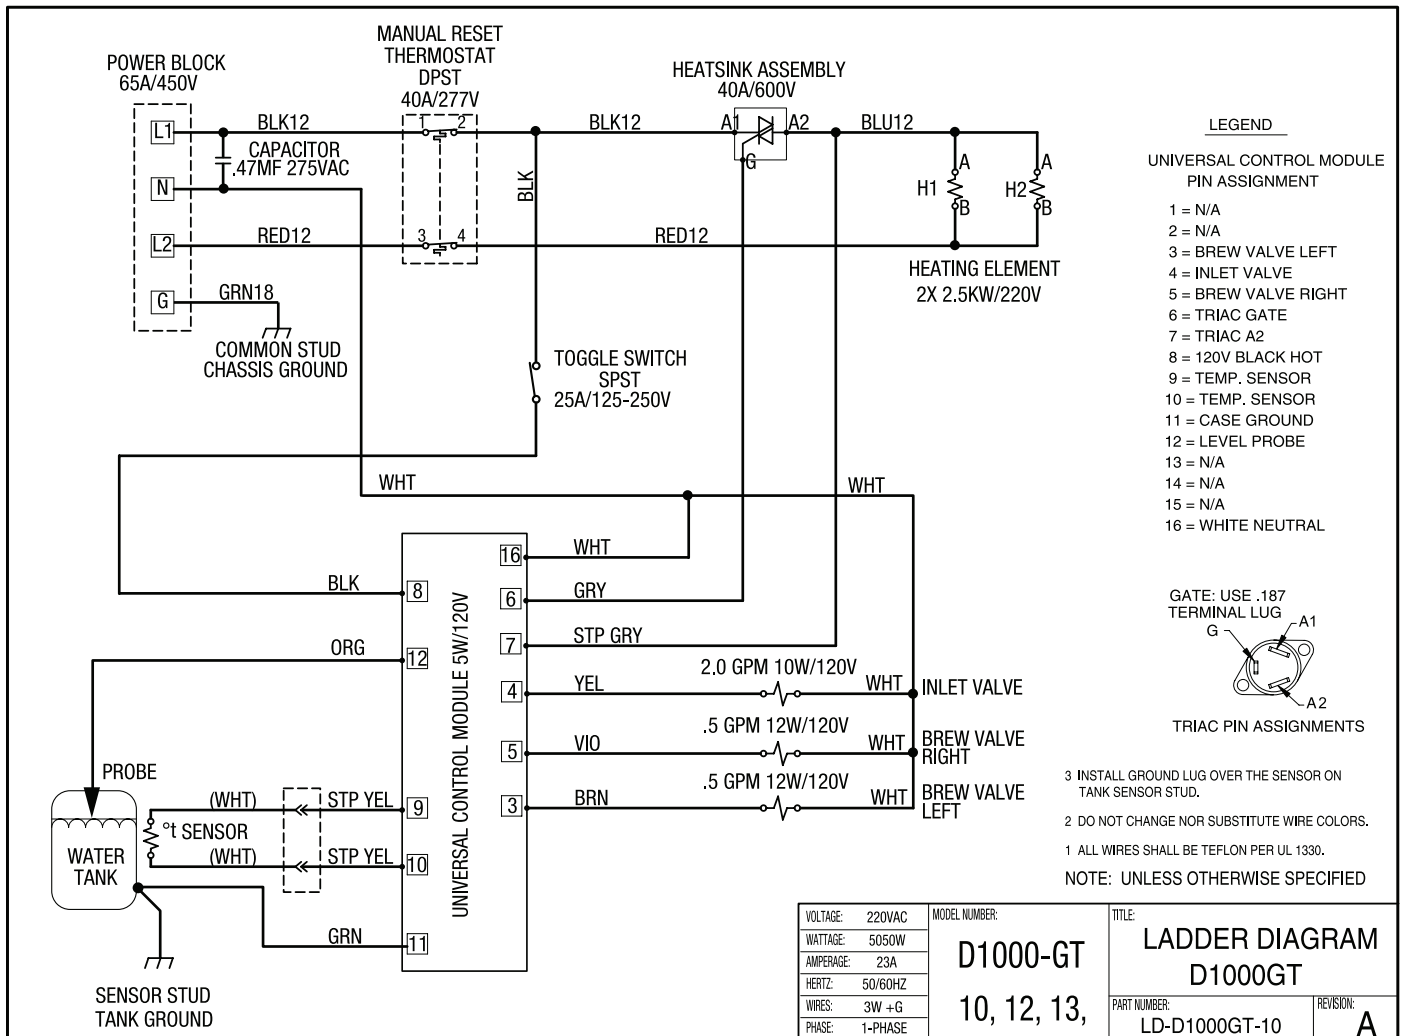 MANUAL RESET
THERMOSTAT
DPST
40A/277V
POWER BLOCK
65A/450V
HEATSINK ASSEMBLY
40A/600V
L1
BLK12
1
2
BLK12
A1
A2
BLU12
G
CAPACITOR
.47MF 275VAC
N
BLK
A
H1
B
A
H2
B
L2
RED12
3
4
RED12
HEATING ELEMENT
2X 2.5KW/220V
G
GRN18
COMMON STUD
CHASSIS GROUND
TOGGLE SWITCH
SPST
25A/125-250V
WHT
WHT
UNIVERSAL CONTROL MODULE 5W/120V
BLK
8
ORG
12
PROBE
(WHT)
STP YEL
9
°t SENSOR
(WHT)
STP YEL
10
WATER
TANK
GRN
11
SENSOR STUD
TANK GROUND
16
WHT
6
GRY
7
STP GRY
4
YEL
2.0 GPM 10W/120V
WHT
INLET VALVE
5
VIO
.5 GPM 12W/120V
WHT
BREW VALVE
RIGHT
3
BRN
.5 GPM 12W/120V
WHT
BREW VALVE
LEFT
LEGEND
UNIVERSAL CONTROL MODULE
PIN ASSIGNMENT
1 = N/A
2 = N/A
3 = BREW VALVE LEFT
4 = INLET VALVE
5 = BREW VALVE RIGHT
6 = TRIAC GATE
7 = TRIAC A2
8 = 120V BLACK HOT
9 = TEMP. SENSOR
10 = TEMP. SENSOR
11 = CASE GROUND
12 = LEVEL PROBE
13 = N/A
14 = N/A
15 = N/A
16 = WHITE NEUTRAL
GATE: USE .187
TERMINAL LUG
G
A1
A2
TRIAC PIN ASSIGNMENTS
3 INSTALL GROUND LUG OVER THE SENSOR ON
TANK SENSOR STUD.
2 DO NOT CHANGE NOR SUBSTITUTE WIRE COLORS.
1 ALL WIRES SHALL BE TEFLON PER UL 1330.
NOTE: UNLESS OTHERWISE SPECIFIED
VOLTAGE: 220VAC
WATTAGE: 5050W
AMPERAGE: 23A
HERTZ: 50/60HZ
WIRES: 3W +G
PHASE: 1-PHASE
MODEL NUMBER:
D1000-GT
10, 12, 13,
TITLE:
LADDER DIAGRAM
D1000GT
PART NUMBER:
LD-D1000GT-10
REVISION:
A